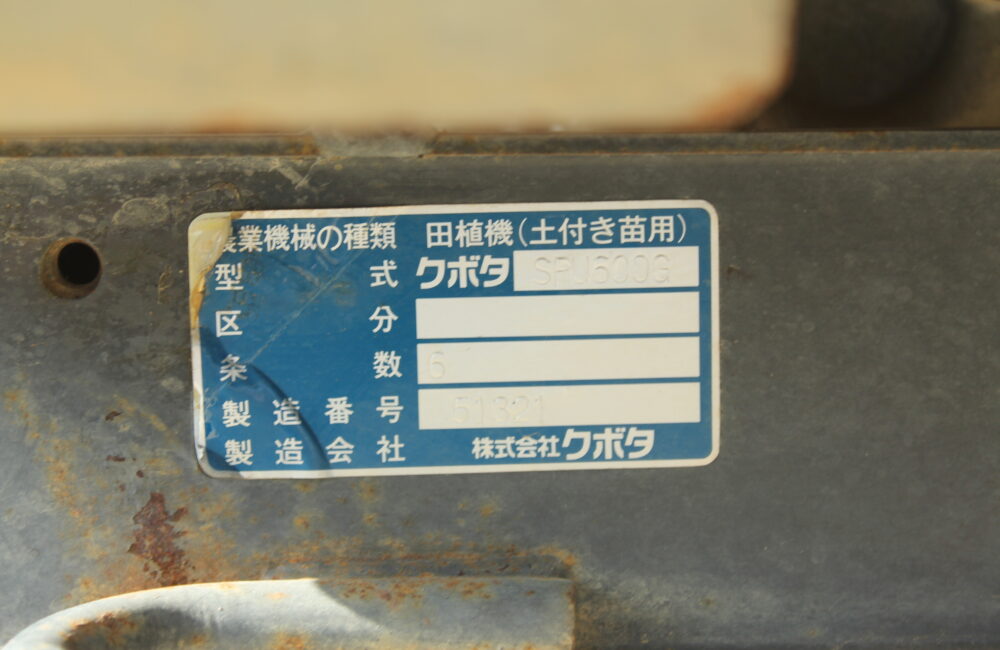 農業機械の種類 田植機(土付き苗用)
型式 クボタ SPU600G
区分
条数 6
製造番号 51321
製造会社 株式会社クボタ